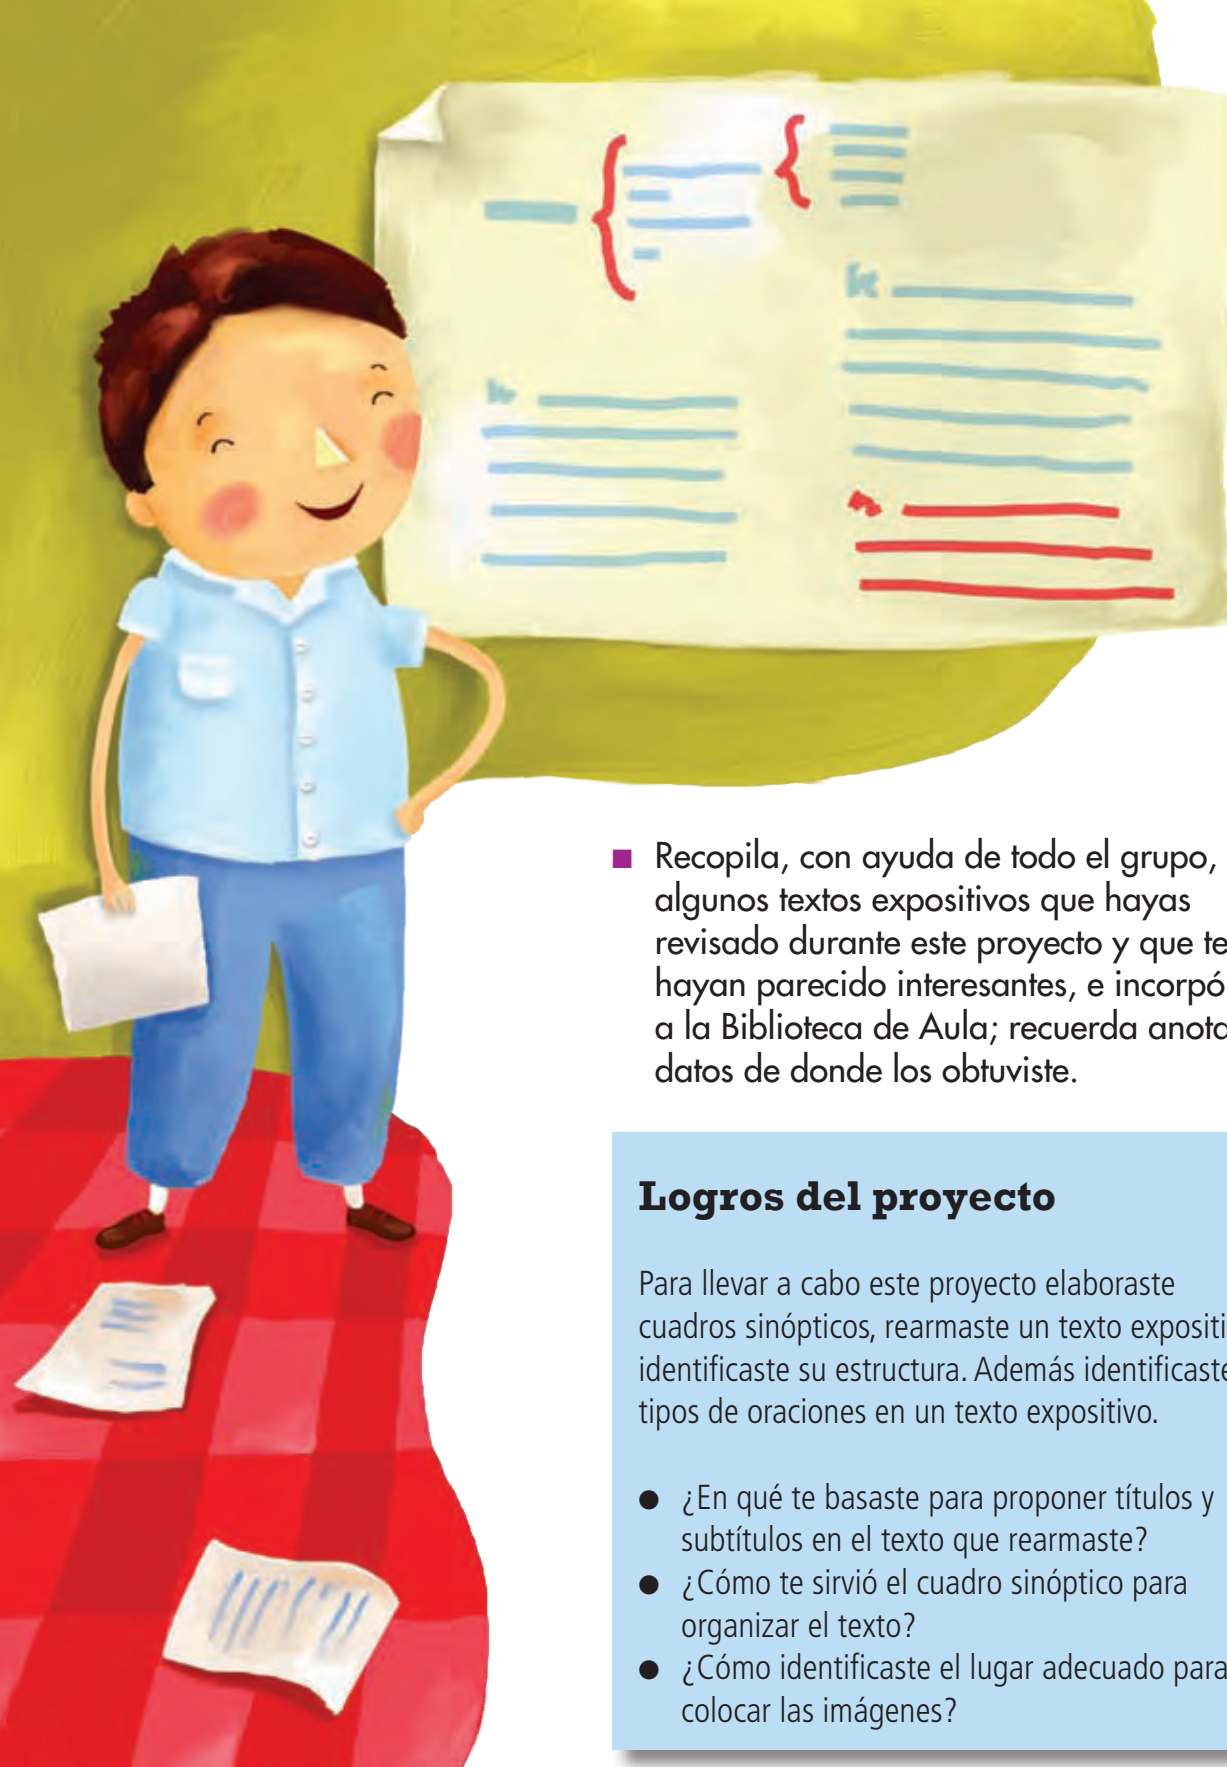 Recopila, con ayuda de todo el grupo,
algunos textos expositivos que hayas
revisado durante este proyecto y que te
hayan parecido interesantes, e
a la Biblioteca de Aula; recuerda
datos de donde los obtuviste.
Logros del proyecto
Para llevar a cabo este proyecto elaboraste
cuadros sinópticos, rearmaste un texto
identificaste su estructura. Además identificaste
tipos de oraciones en un texto expositivo.
● ¿En qué te basaste para proponer títulos y
subtítulos en el texto que rearmaste?
● ¿Cómo te sirvió el cuadro sinóptico para
organizar el texto?
● ¿Cómo identificaste el lugar adecuado para
colocar las imágenes?